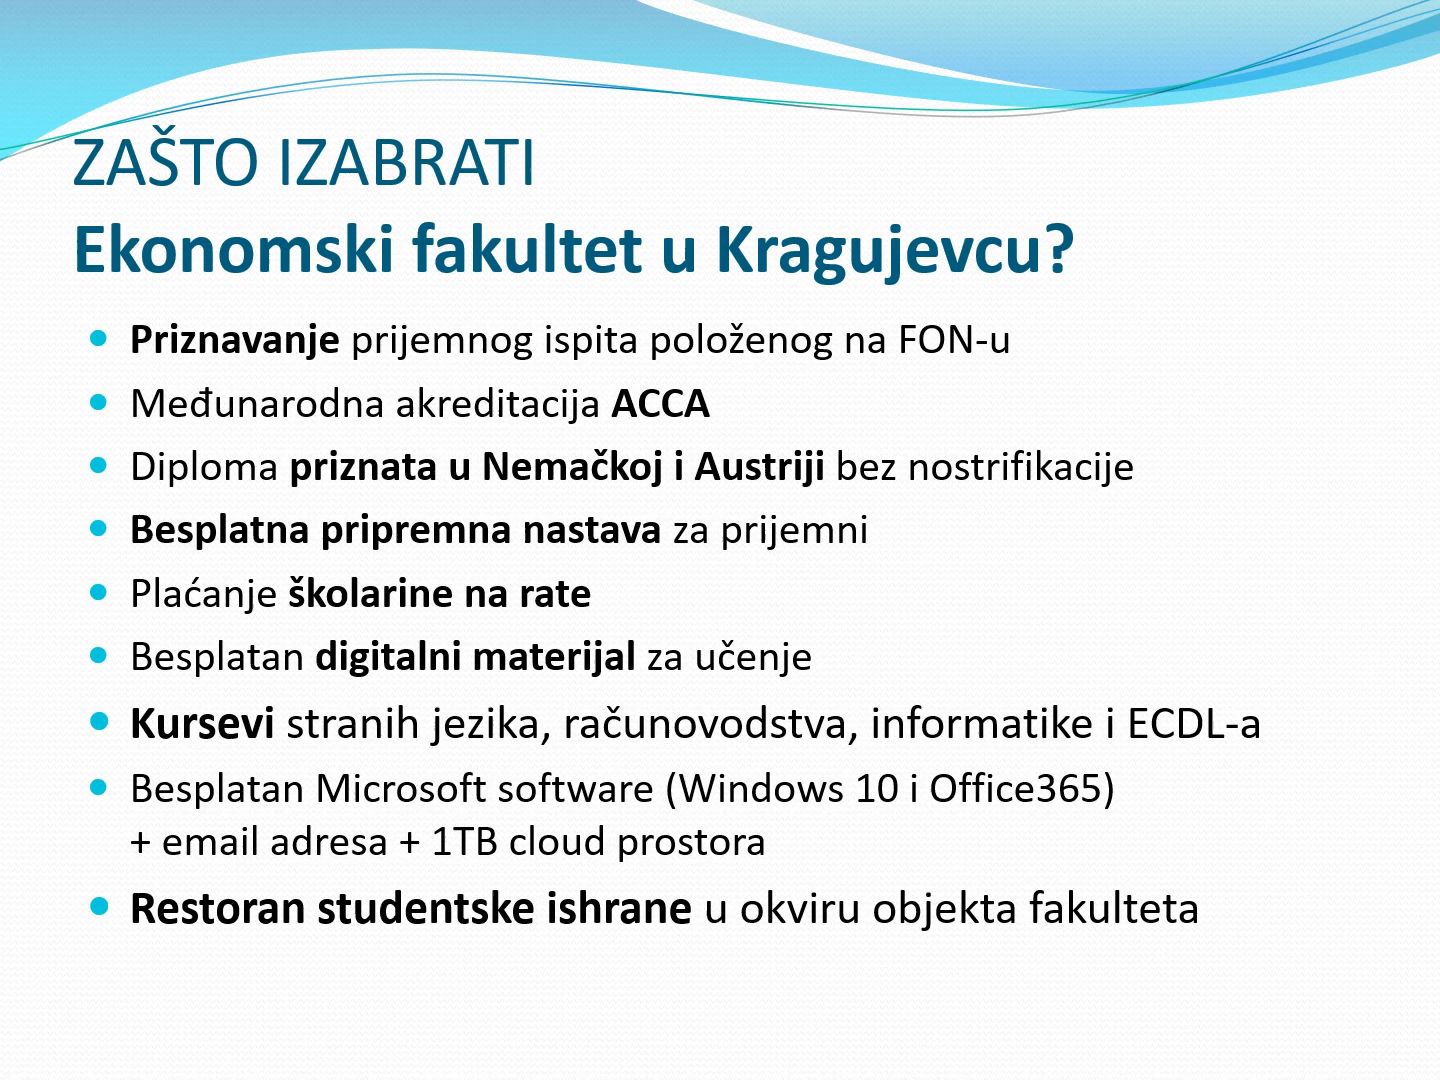 ZAŠTO IZABRATI
Ekonomski fakultet u Kragujevcu?
Priznavanje prijemnog ispita položenog na FON-u
Međunarodna akreditacija ACCA
Diploma priznata u Nemačkoj i Austriji bez nostrifikacije
Besplatna pripremna nastava za prijemni
Plaćanje školarine na rate
Besplatan digitalni materijal za učenje
Kursevi stranih jezika, računovodstva, informatike i ECDL-a
Besplatan Microsoft software (Windows 10 i Office365)
+ email adresa + 1TB cloud prostora
Restoran studentske ishrane u okviru objekta fakulteta